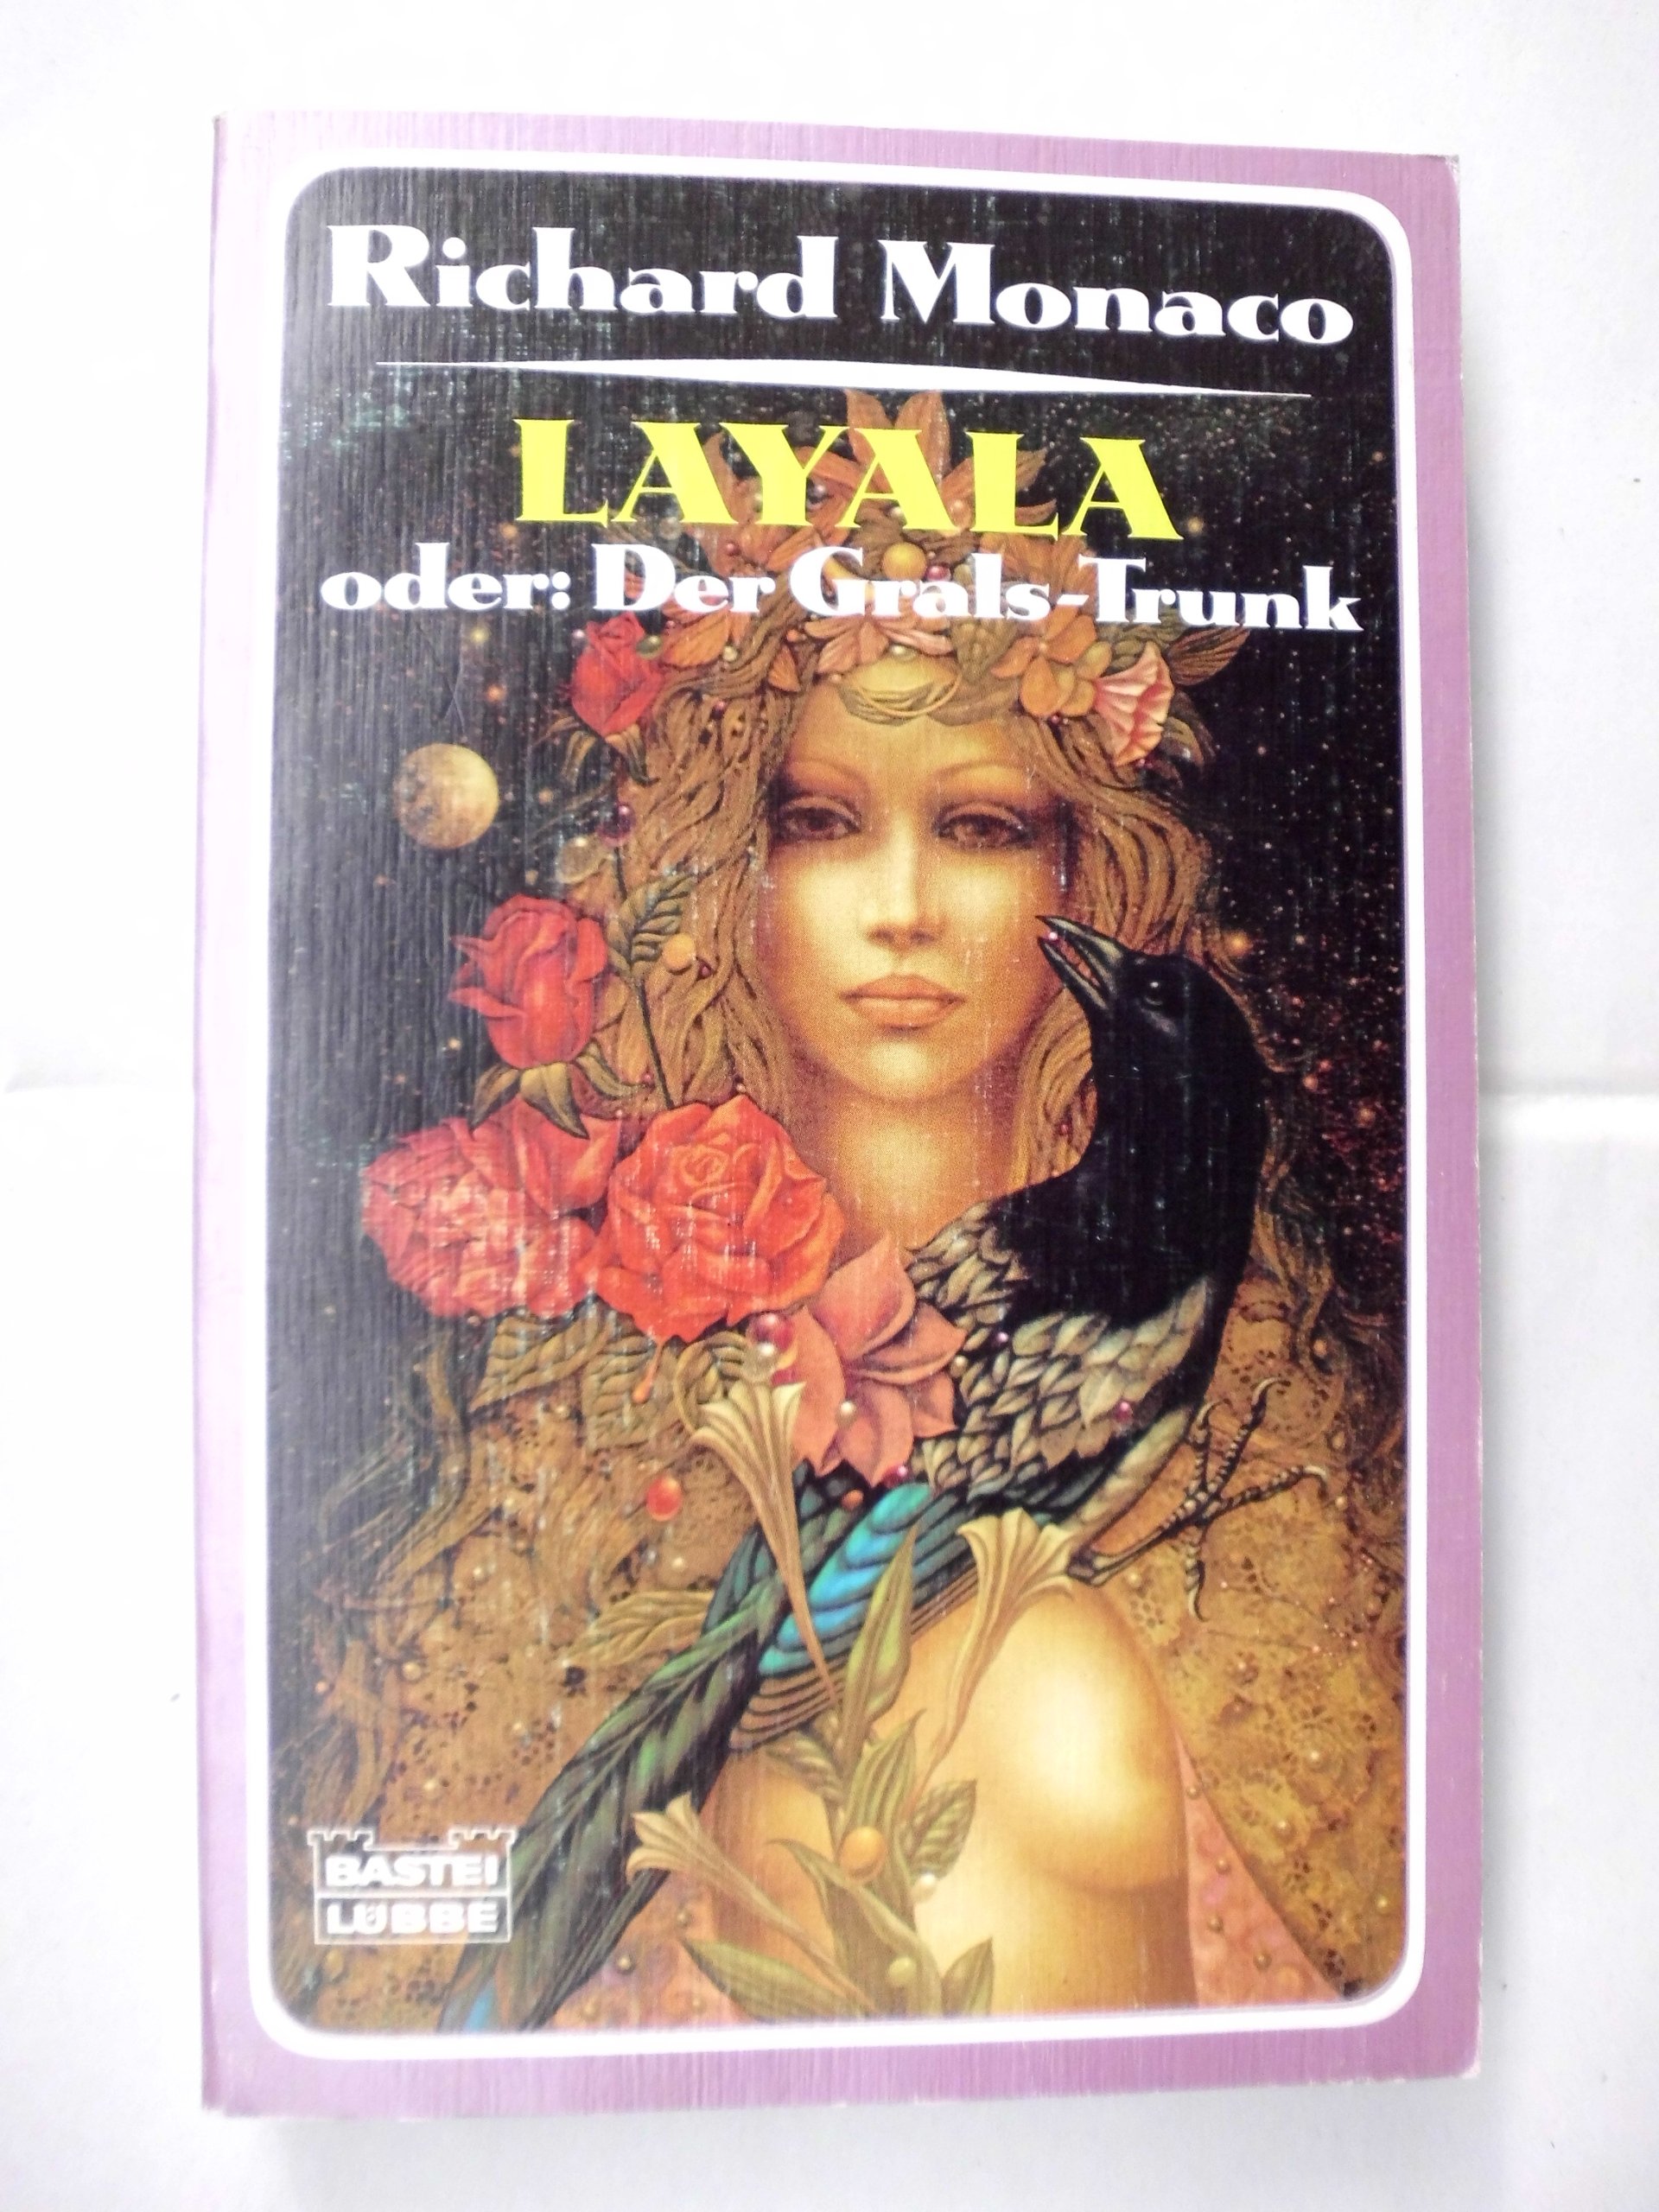 Richard Monaco
LAYALA
oder: Der Grals-Trunk
BASTEI
LÜBBE